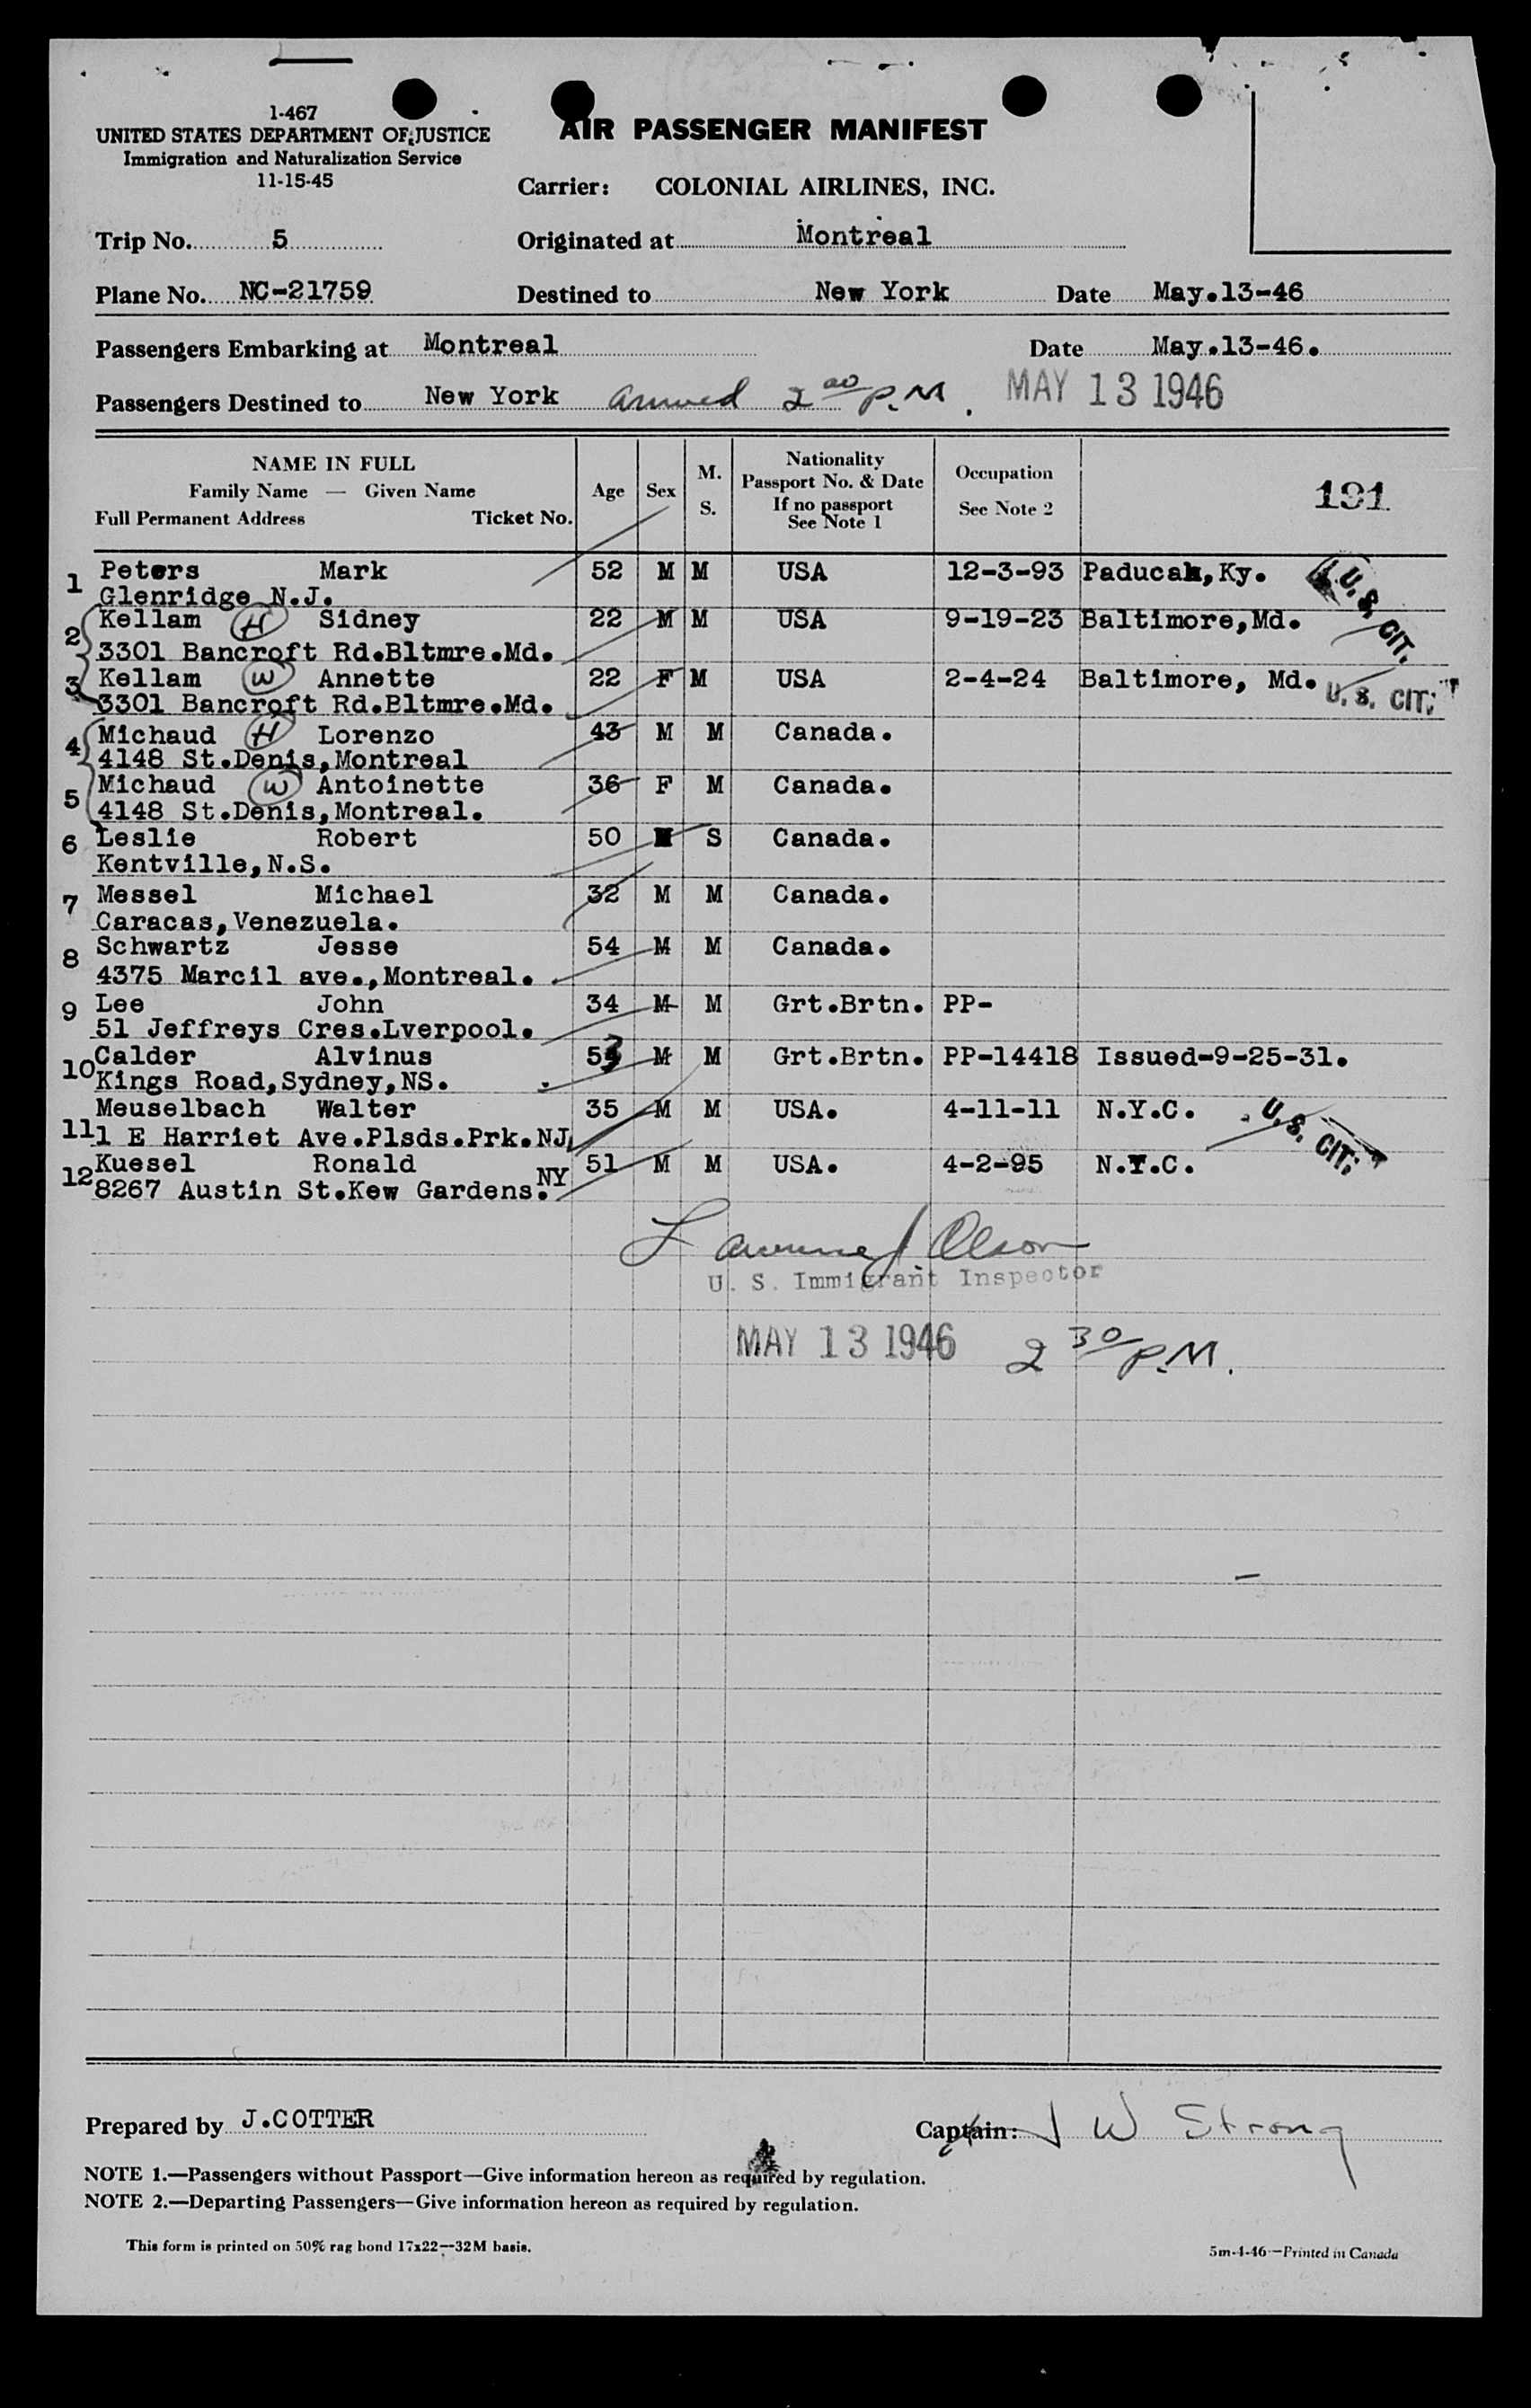 1-467
UNITED STATES DEPARTMENT OF JUSTICE
Immigration and Naturalization Service
11-15-45
AIR PASSENGER MANIFEST
Carrier: COLONIAL AIRLINES, INC.
Trip No. 5 Originated at Montreal
Plane No. NC-21759 Destined to New York Date May.13-46
Passengers Embarking at Montreal Date May.13-46.
Passengers Destined to New York arrived 2 00 P.M. MAY 13 1946
NAME IN FULL
Family Name — Given Name
Full Permanent Address Ticket No.
Age Sex M. S.
Nationality
Passport No. & Date
If no passport
See Note 1
Occupation
See Note 2
191
1 Peters Mark 52 M M USA 12-3-93 Paducah, Ky. U.S. CIT.
Glenridge N.J.
2 Kellam H Sidney 22 M M USA 9-19-23 Baltimore, Md.
3301 Bancroft Rd.Bltmre.Md.
3 Kellam W Annette 22 F M USA 2-4-24 Baltimore, Md. U. S. CIT.
3301 Bancroft Rd.Bltmre.Md.
4 Michaud H Lorenzo 43 M M Canada.
4148 St.Denis,Montreal
5 Michaud W Antoinette 36 F M Canada.
4148 St.Denis,Montreal.
6 Leslie Robert 50 M S Canada.
Kentville,N.S.
7 Messel Michael 32 M M Canada.
Caracas,Venezuela.
8 Schwartz Jesse 54 M M Canada.
4375 Marcil ave.,Montreal.
9 Lee John 34 M M Grt.Brtn. PP-
51 Jeffreys Cres.Lverpool.
10 Calder Alvinus 53 M M Grt.Brtn. PP-14418 Issued-9-25-31.
Kings Road,Sydney,NS.
11 Meuselbach Walter 35 M M USA. 4-11-11 N.Y.C. U.S. CIT.
1 E Harriet Ave.Plsds.Prk.NJ
12 Kuesel Ronald 51 M M USA. 4-2-95 N.Y.C.
8267 Austin St.Kew Gardens. NY
Lawrence J Olson
U. S. Immigrant Inspector
MAY 13 1946 2 30 P.M.
Prepared by J.COTTER Captain: J W Strong
NOTE 1.—Passengers without Passport—Give information hereon as required by regulation.
NOTE 2.—Departing Passengers—Give information hereon as required by regulation.
This form is printed on 50% rag bond 17x22—32M basis.
5m-4-46—Printed in Canada